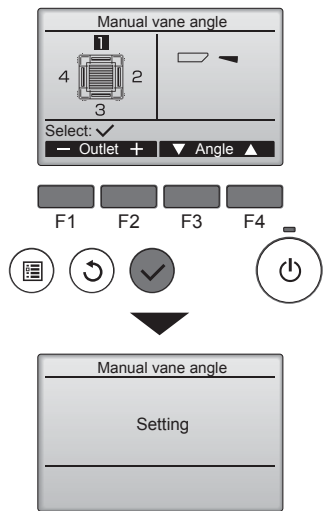 Manual vane angle
1
4 2
3
Select: ✓
− Outlet + ▼ Angle ▲
F1 F2 F3 F4
Manual vane angle
Setting